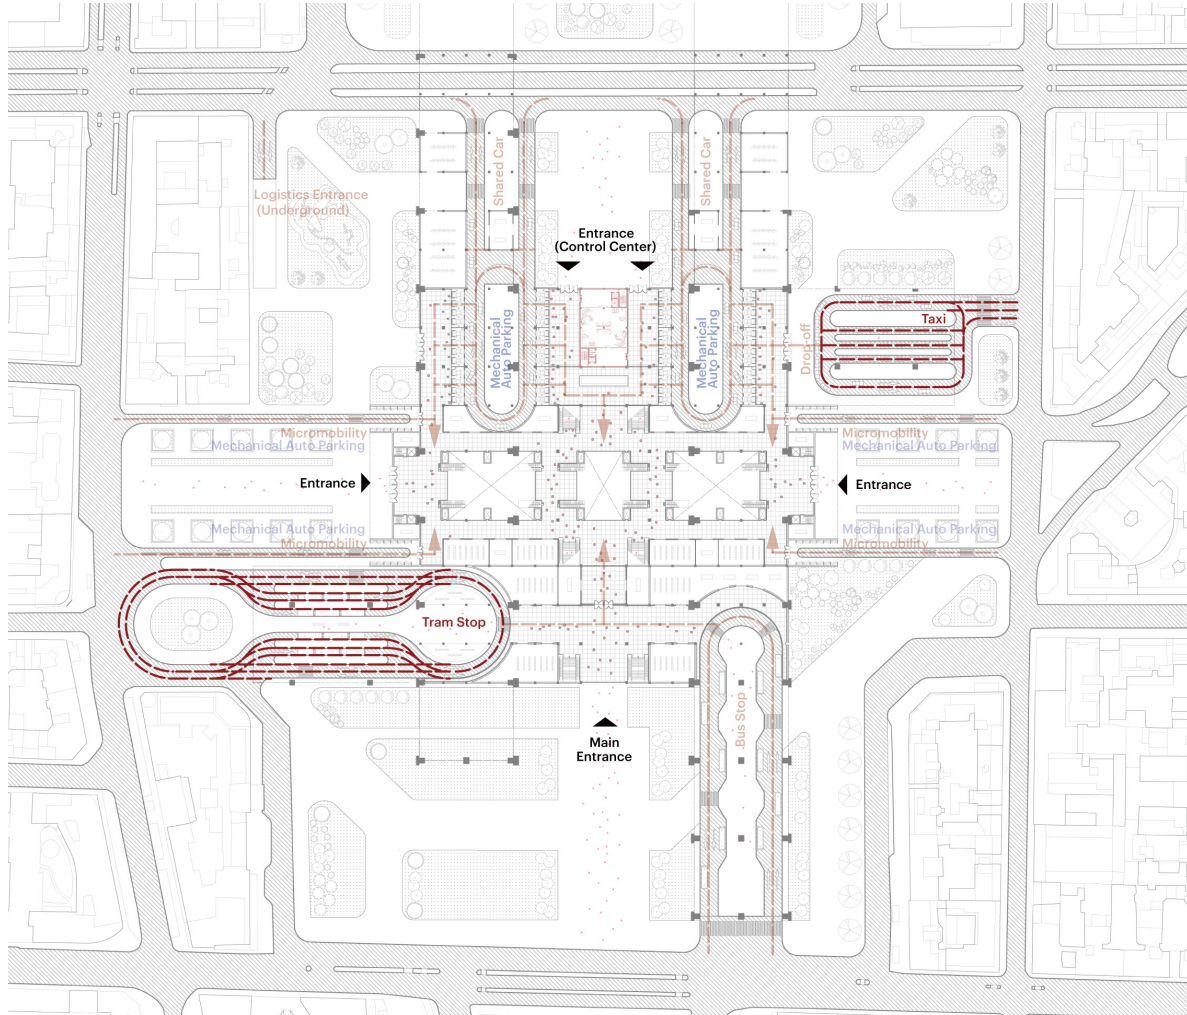 Shared Car
Shared Car
Logistics Entrance
(Underground)
Entrance
(Control Center)
Mechanical
Auto Parking
Mechanical
Auto Parking
Drop-off
Taxi
Micromobility
Mechanical Auto Parking
Micromobility
Mechanical Auto Parking
Entrance
Entrance
Mechanical Auto Parking
Micromobility
Mechanical Auto Parking
Micromobility
Tram Stop
Bus Stop
Main
Entrance